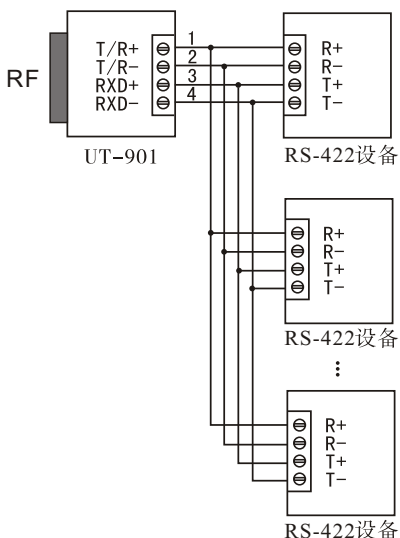 RF
T/R+
T/R-
RXD+
RXD-
1
2
3
4
UT-901
R+
R-
T+
T-
RS-422设备
R+
R-
T+
T-
RS-422设备
R+
R-
T+
T-
RS-422设备